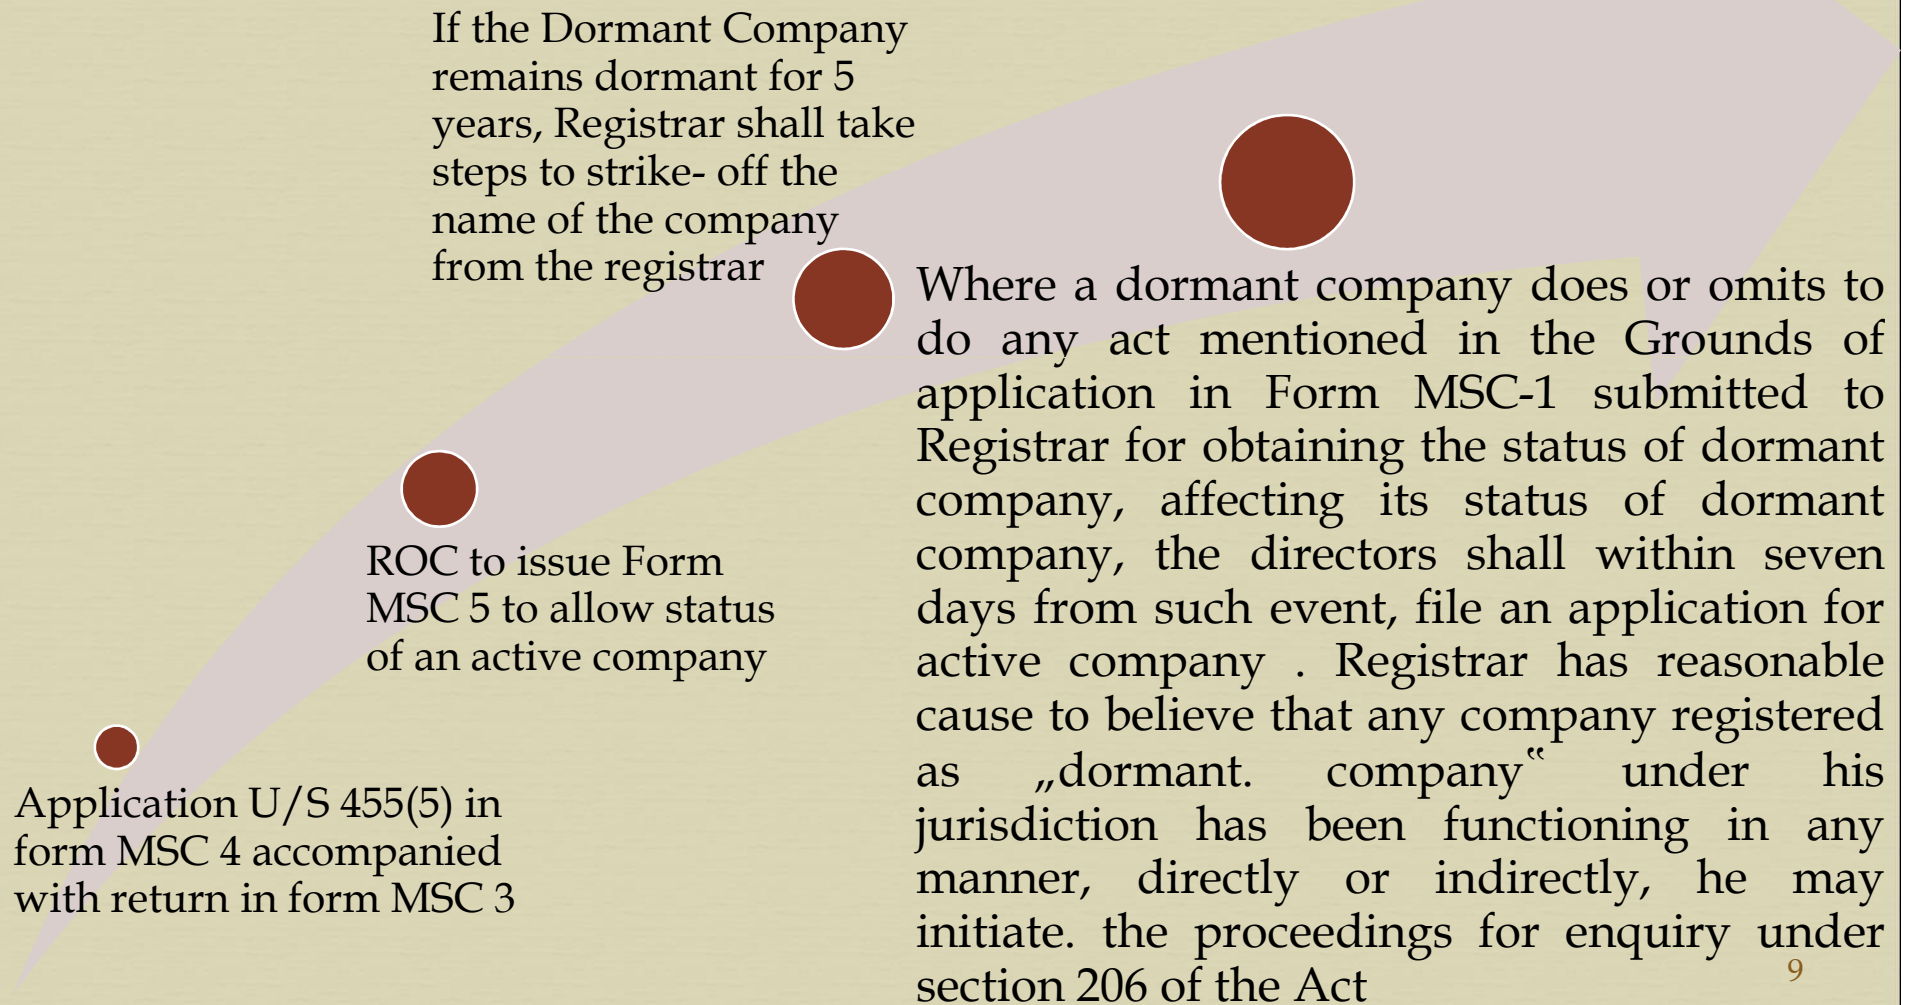 If the Dormant Company
remains dormant for 5
years, Registrar shall take
steps to strike- off the
name of the company
from the registrar
Where a dormant company does or omits to
do any act mentioned in the Grounds of
application in Form MSC-1 submitted to
Registrar for obtaining the status of dormant
company, affecting its status of dormant
company, the directors shall within seven
days from such event, file an application for
active company . Registrar has reasonable
cause to believe that any company registered
as „dormant. company‟ under his
jurisdiction has been functioning in any
manner, directly or indirectly, he may
initiate. the proceedings for enquiry under
section 206 of the Act
ROC to issue Form
MSC 5 to allow status
of an active company
Application U/S 455(5) in
form MSC 4 accompanied
with return in form MSC 3
9